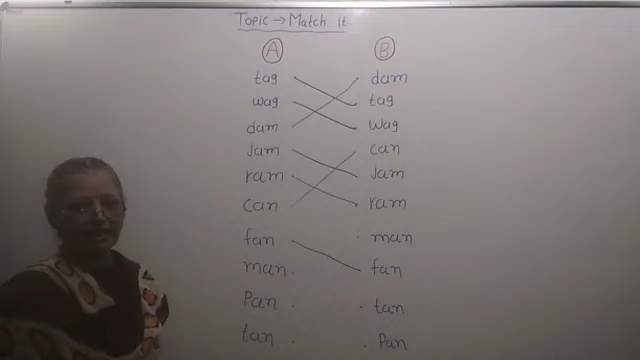 Topic → Match it
A B
tag dam
wag tag
dam wag
Jam can
ram Jam
can ram
fan man
man fan
Pan tan
tan Pan